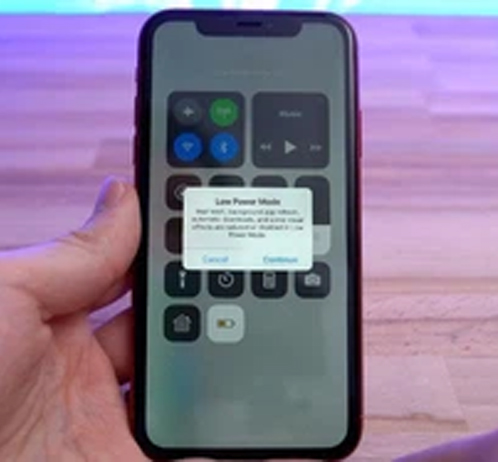 Music
Low Power Mode
Mail fetch, background app refresh,
automatic downloads, and some visual
effects are reduced or disabled in Low
Power Mode.
Cancel Continue